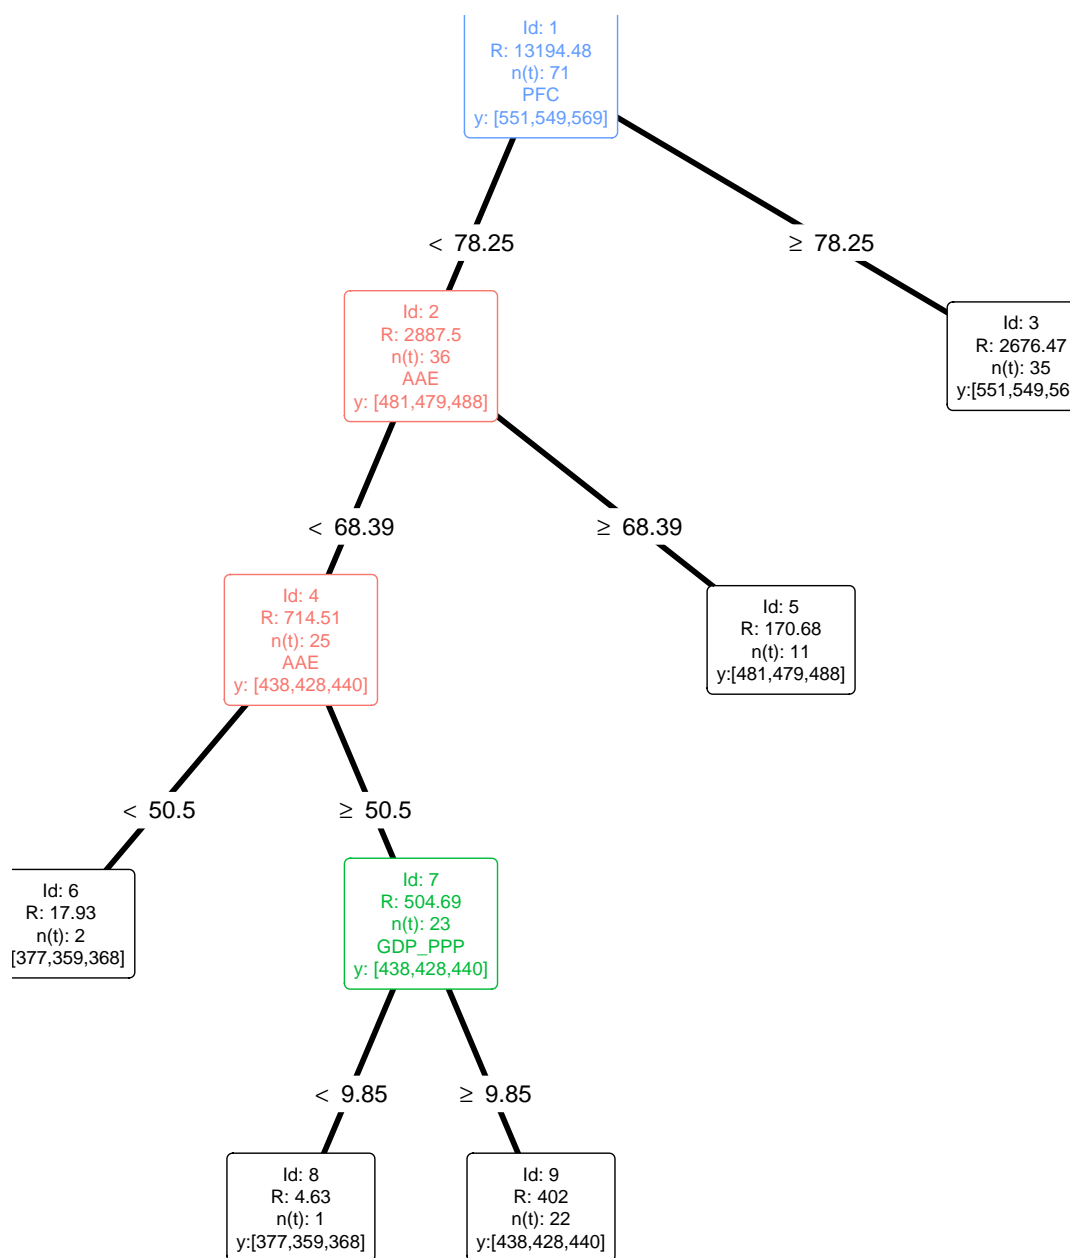 Id: 1
R: 13194.48
n(t): 71
PFC
y: [551,549,569]
< 78.25
≥ 78.25
Id: 2
R: 2887.5
n(t): 36
AAE
y: [481,479,488]
Id: 3
R: 2676.47
n(t): 35
y:[551,549,56
< 68.39
≥ 68.39
Id: 4
R: 714.51
n(t): 25
AAE
y: [438,428,440]
Id: 5
R: 170.68
n(t): 11
y:[481,479,488]
< 50.5
≥ 50.5
Id: 6
R: 17.93
n(t): 2
[377,359,368]
Id: 7
R: 504.69
n(t): 23
GDP_PPP
y: [438,428,440]
< 9.85
≥ 9.85
Id: 8
R: 4.63
n(t): 1
y:[377,359,368]
Id: 9
R: 402
n(t): 22
y:[438,428,440]